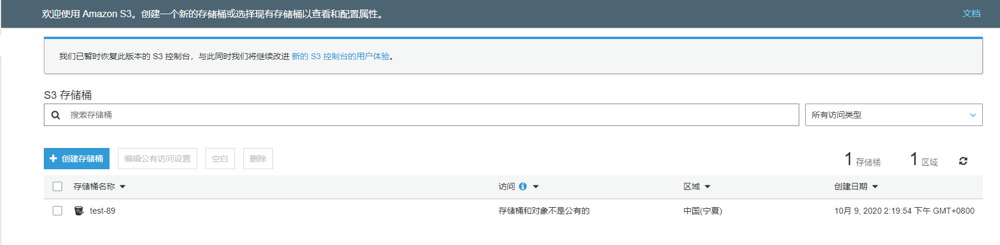 欢迎使用 Amazon S3。创建一个新的存储桶或选择现有存储桶以查看和配置属性。 文档
我们已暂时恢复此版本的 S3 控制台，与此同时我们将继续改进 新的 S3 控制台的用户体验。
S3 存储桶
搜索存储桶 所有访问类型
创建存储桶 编辑公有访问设置 空白 删除 1 存储桶 1 区域
存储桶名称 访问 区域 创建日期
test-89 存储桶和对象不是公有的 中国(宁夏) 10月 9, 2020 2:19:54 下午 GMT+0800